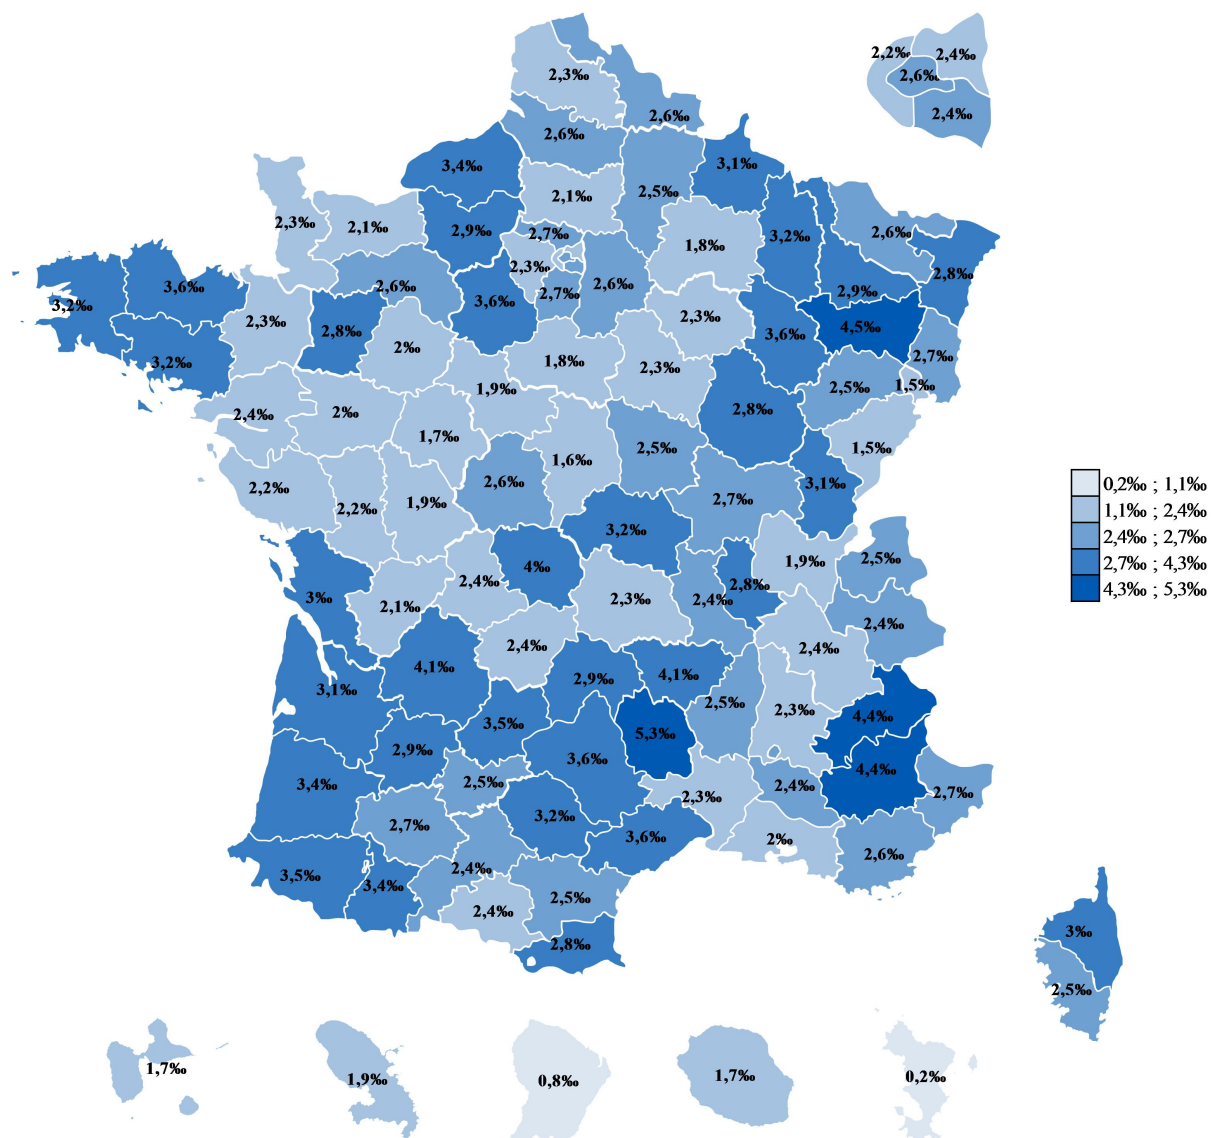 2,2‰ 2,4‰
2,3‰ 2,6‰
2,6‰ 2,4‰
2,6‰
3,4‰ 3,1‰
2,1‰ 2,5‰
2,3‰ 2,1‰ 2,9‰ 2,7‰ 1,8‰ 3,2‰ 2,6‰
2,3‰ 2,8‰
3,2‰ 3,6‰ 2,6‰ 3,6‰ 2,7‰ 2,6‰ 2,9‰
2,3‰ 2,8‰ 2,3‰ 3,6‰ 4,5‰
3,2‰ 2‰ 1,8‰ 2,3‰ 2,7‰
1,9‰ 2,5‰ 1,5‰
2,4‰ 2‰ 2,8‰
1,7‰ 1,6‰ 2,5‰ 1,5‰
2,2‰ 2,2‰ 1,9‰ 2,6‰ 2,7‰ 3,1‰
0,2‰ ; 1,1‰
1,1‰ ; 2,4‰
2,4‰ ; 2,7‰
2,7‰ ; 4,3‰
4,3‰ ; 5,3‰
3,2‰
4‰ 1,9‰ 2,5‰
3‰ 2,1‰ 2,4‰ 2,3‰ 2,4‰ 2,8‰
2,4‰ 2,4‰ 2,4‰
4,1‰ 2,9‰ 4,1‰
3,1‰ 3,5‰ 2,5‰ 2,3‰ 4,4‰
2,9‰ 3,6‰ 5,3‰
3,4‰ 2,5‰ 2,3‰ 2,4‰ 4,4‰ 2,7‰
2,7‰ 3,2‰ 3,6‰ 2‰
3,5‰ 3,4‰ 2,4‰ 2,6‰
2,4‰ 2,5‰
2,8‰ 3‰
2,5‰
1,7‰ 1,9‰ 0,8‰ 1,7‰ 0,2‰